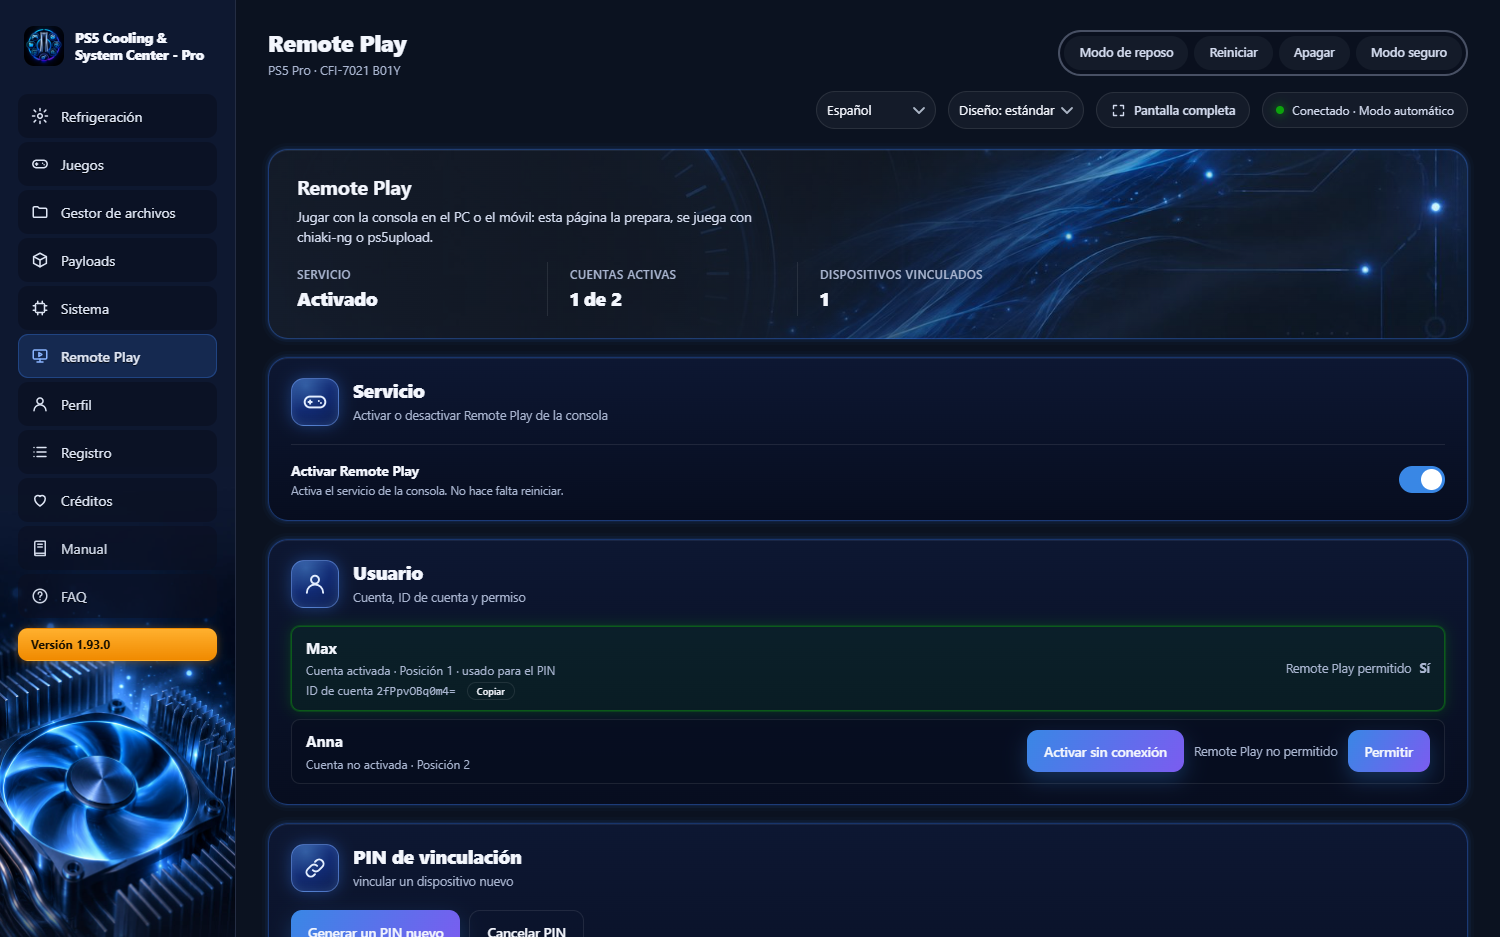 PS5 Cooling &
System Center - Pro
Refrigeración
Juegos
Gestor de archivos
Payloads
Sistema
Remote Play
Perfil
Registro
Créditos
Manual
FAQ
Versión 1.93.0
Remote Play
PS5 Pro · CFI-7021 B01Y
Modo de reposo
Reiniciar
Apagar
Modo seguro
Español
Diseño: estándar
Pantalla completa
Conectado · Modo automático
Remote Play
Jugar con la consola en el PC o el móvil: esta página la prepara, se juega con
chiaki-ng o ps5upload.
SERVICIO
Activado
CUENTAS ACTIVAS
1 de 2
DISPOSITIVOS VINCULADOS
1
Servicio
Activar o desactivar Remote Play de la consola
Activar Remote Play
Activa el servicio de la consola. No hace falta reiniciar.
Usuario
Cuenta, ID de cuenta y permiso
Max
Cuenta activada · Posición 1 · usado para el PIN
ID de cuenta 2fPpvOBq0m4= Copiar
Remote Play permitido Sí
Anna
Cuenta no activada · Posición 2
Activar sin conexión
Remote Play no permitido
Permitir
PIN de vinculación
vincular un dispositivo nuevo
Generar un PIN nuevo
Cancelar PIN